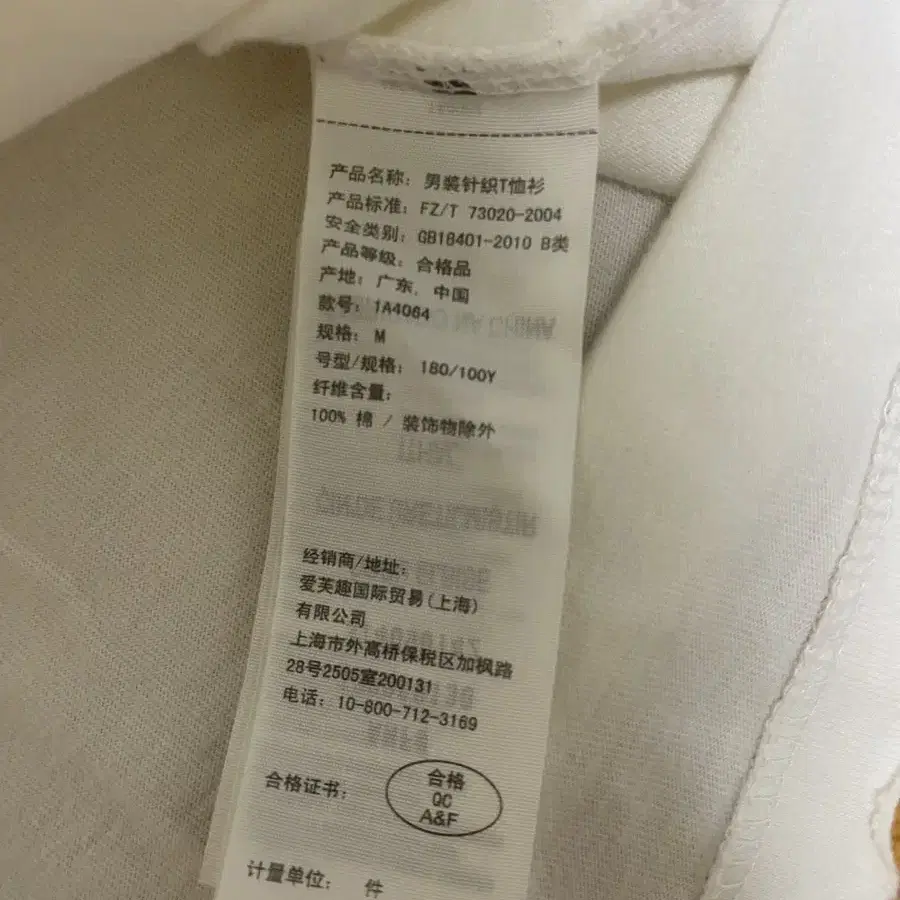 产品名称: 男装针织T恤衫
产品标准: FZ/T 73020-2004
安全类别: GB18401-2010 B类
产品等级: 合格品
产地: 广东, 中国
款号: 1A4064
规格: M
号型/规格: 180/100Y
纤维含量:
100% 棉 / 装饰物除外
经销商/地址:
爱芙趣国际贸易(上海)
有限公司
上海市外高桥保税区加枫路
28号2505室200131
电话: 10-800-712-3169
合格证书:
合格
QC
A&F
计量单位: 件